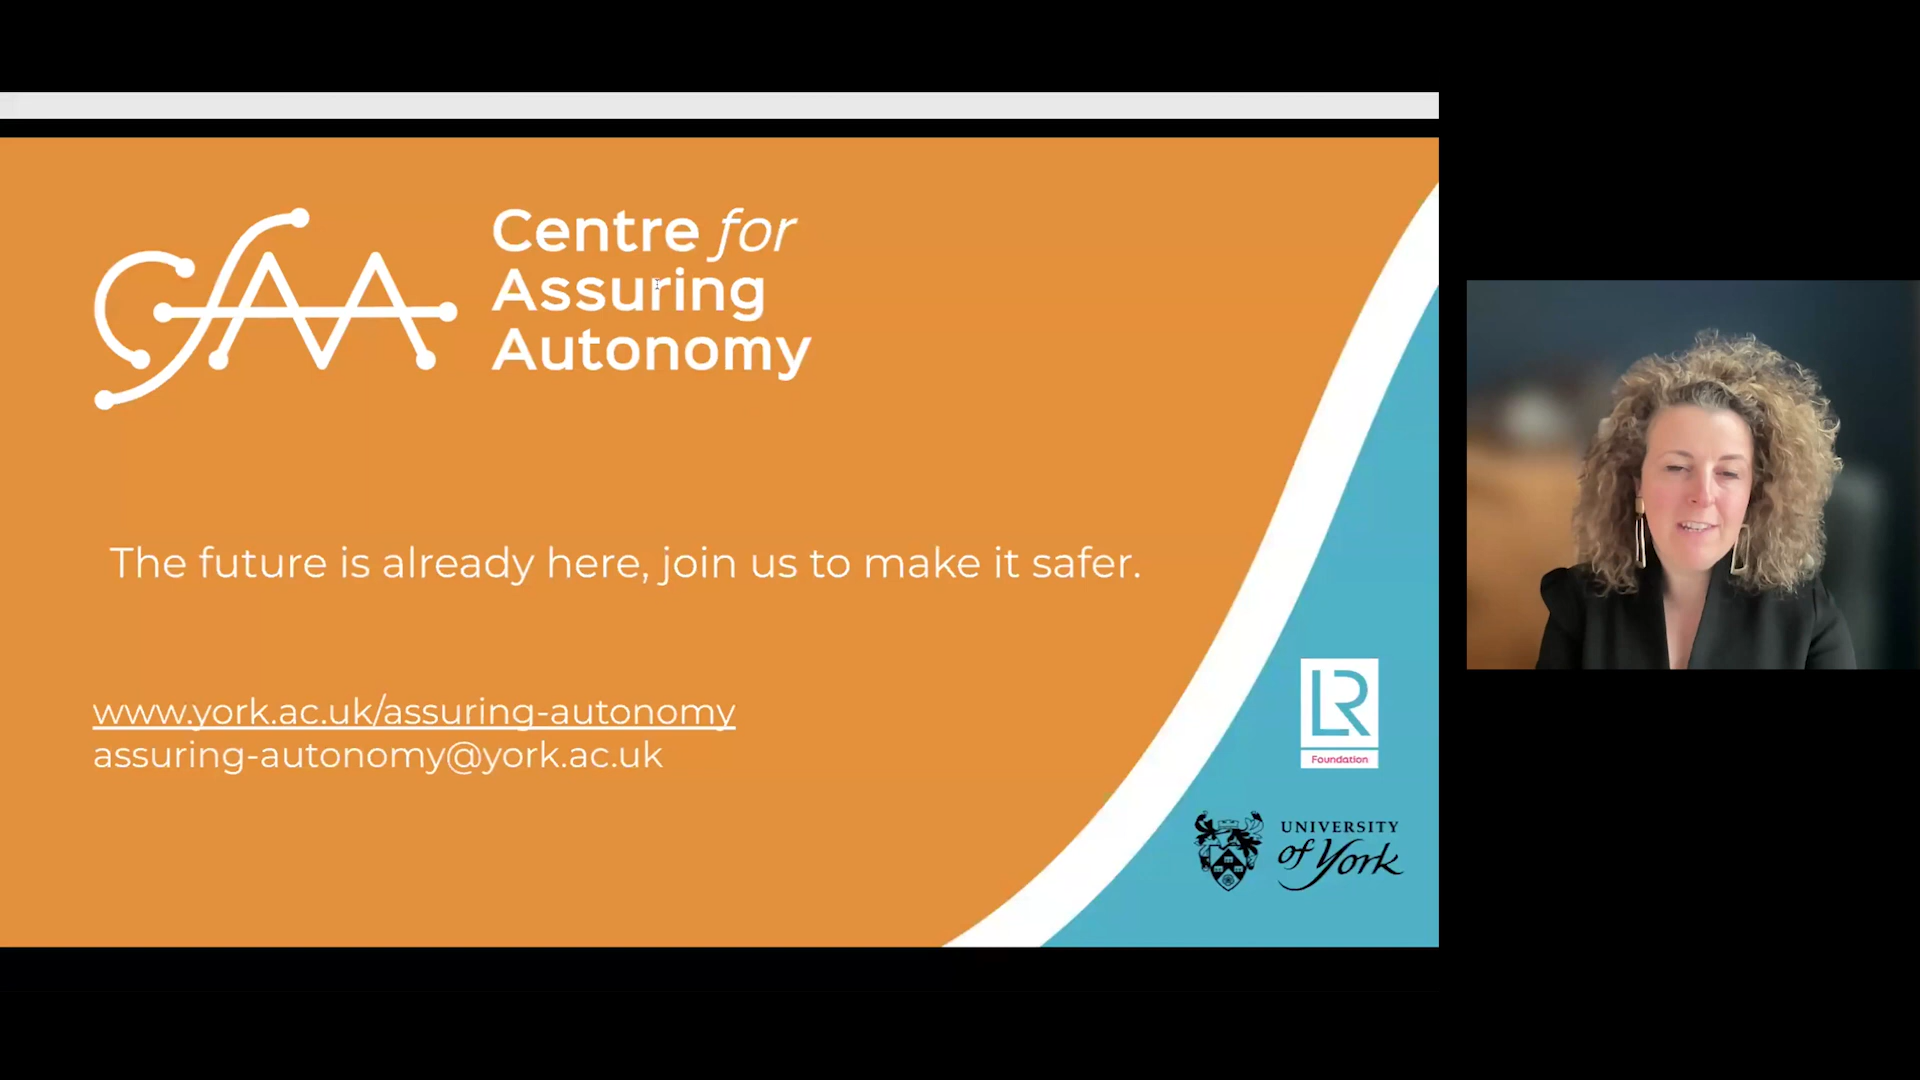 CfAA
Centre for
Assuring
Autonomy
The future is already here, join us to make it safer.
www.york.ac.uk/assuring-autonomy
assuring-autonomy@york.ac.uk
LR
Foundation
UNIVERSITY
of York